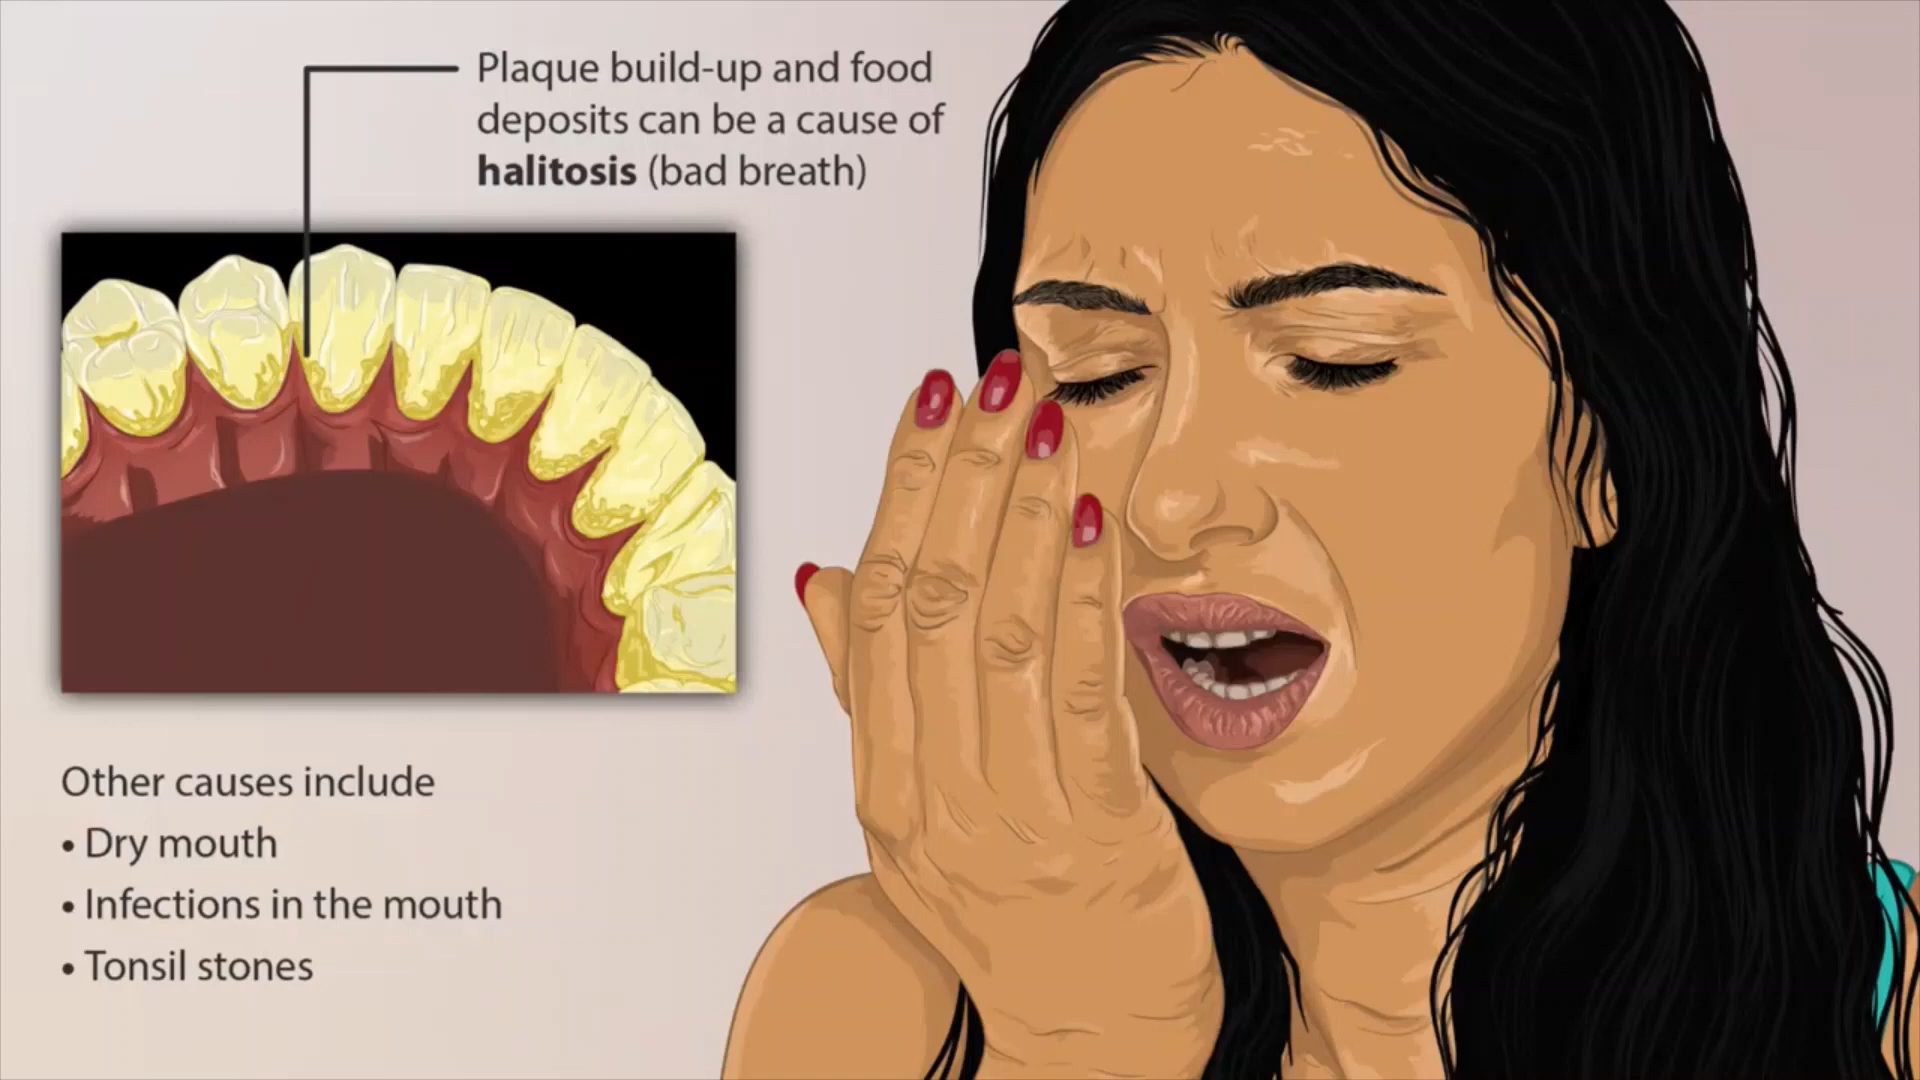 Plaque build-up and food
deposits can be a cause of
halitosis (bad breath)
Other causes include
• Dry mouth
• Infections in the mouth
• Tonsil stones